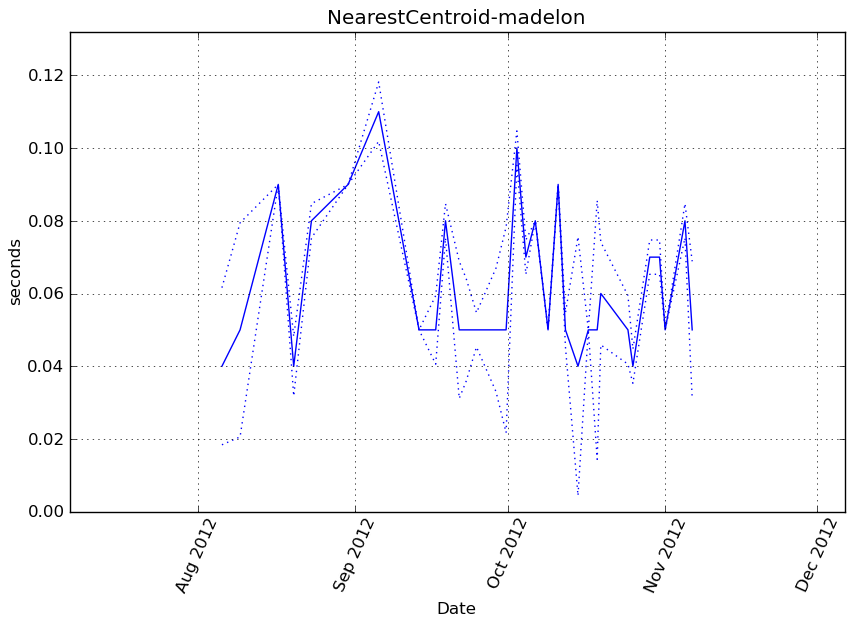 NearestCentroid-madelon
0.12
0.10
0.08
0.06
0.04
0.02
0.00
seconds
Aug 2012
Sep 2012
Oct 2012
Nov 2012
Dec 2012
Date